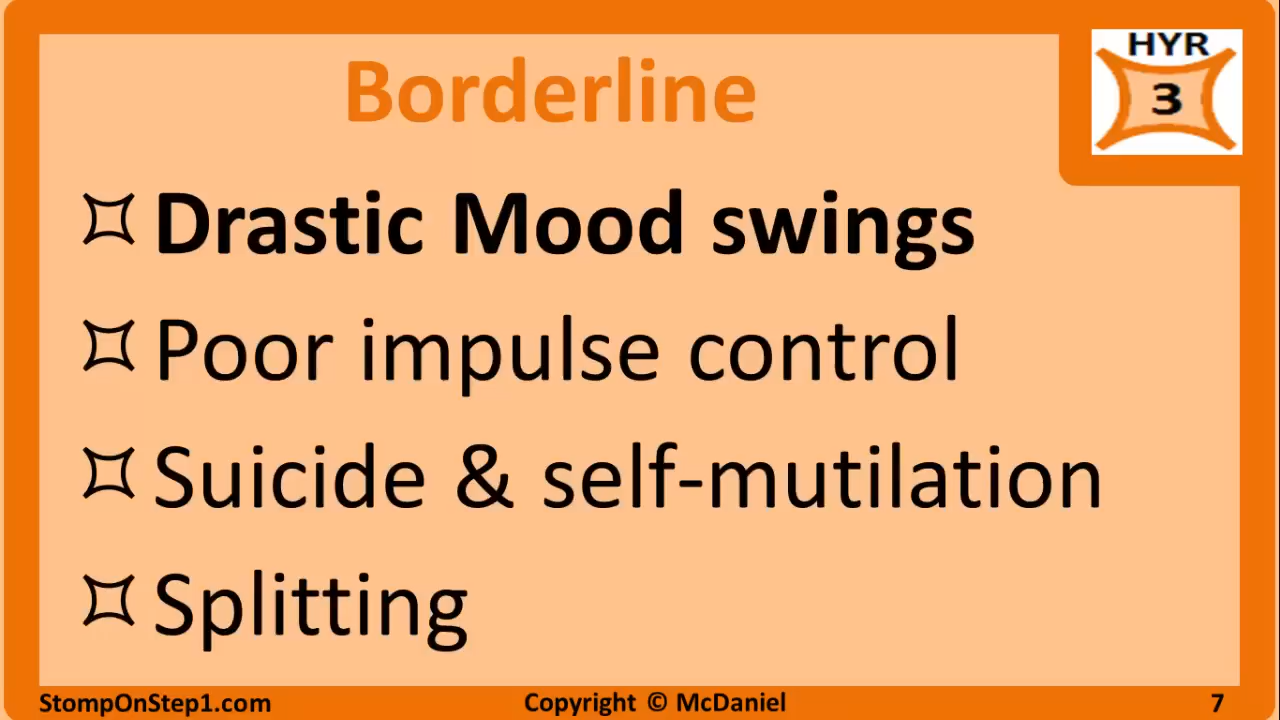 HYR
3
Borderline
Drastic Mood swings
Poor impulse control
Suicide & self-mutilation
Splitting
StompOnStep1.com
Copyright © McDaniel
7